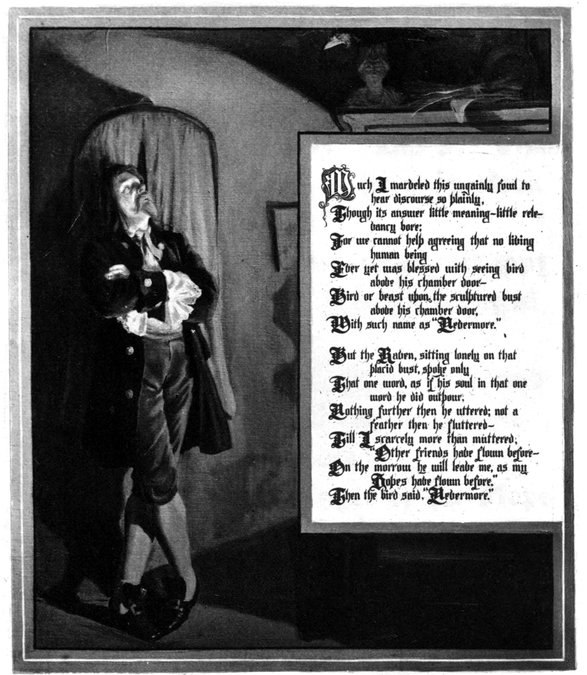 Much I marveled this ungainly fowl to
hear discourse so plainly,
Though its answer little meaning—little rele-
vancy bore;
For we cannot help agreeing that no living
human being
Ever yet was blessed with seeing bird
above his chamber door—
Bird or beast upon the sculptured bust
above his chamber door,
With such name as "Nevermore."
But the Raven, sitting lonely on that
placid bust, spoke only
That one word, as if his soul in that one
word he did outpour.
Nothing further then he uttered; not a
feather then he fluttered—
Till I scarcely more than muttered,
"Other friends have flown before—
On the morrow he will leave me, as my
Hopes have flown before."
Then the bird said, "Nevermore."